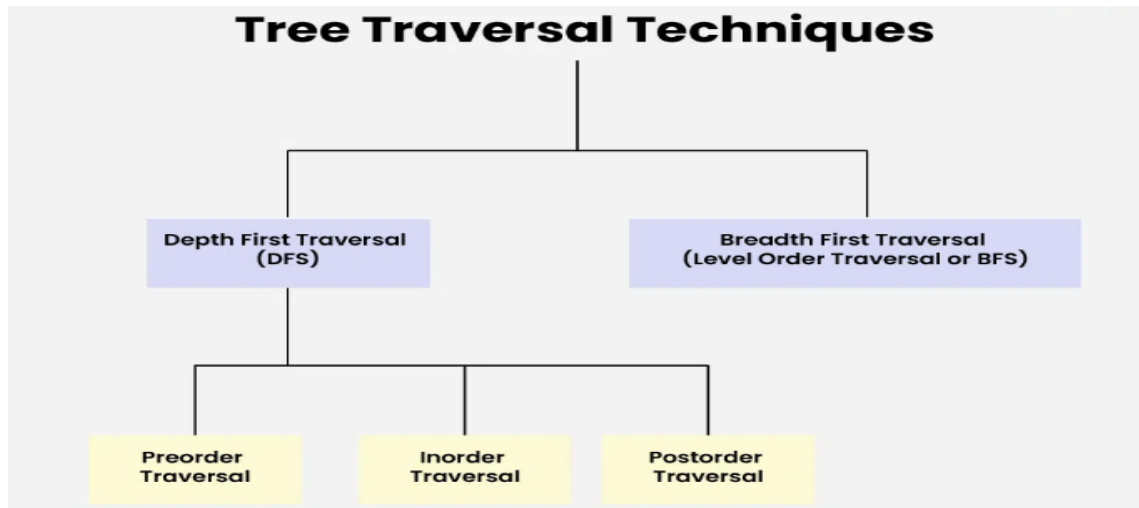 Tree Traversal Techniques
Depth First Traversal
(DFS)
Breadth First Traversal
(Level Order Traversal or BFS)
Preorder
Traversal
Inorder
Traversal
Postorder
Traversal